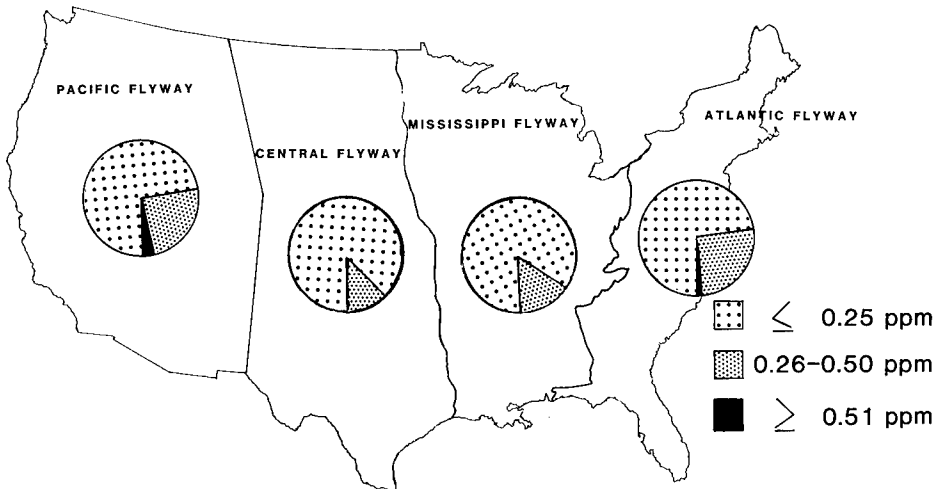 PACIFIC FLYWAY
CENTRAL FLYWAY
MISSISSIPPI FLYWAY
ATLANTIC FLYWAY
≤ 0.25 ppm
0.26-0.50 ppm
≥ 0.51 ppm